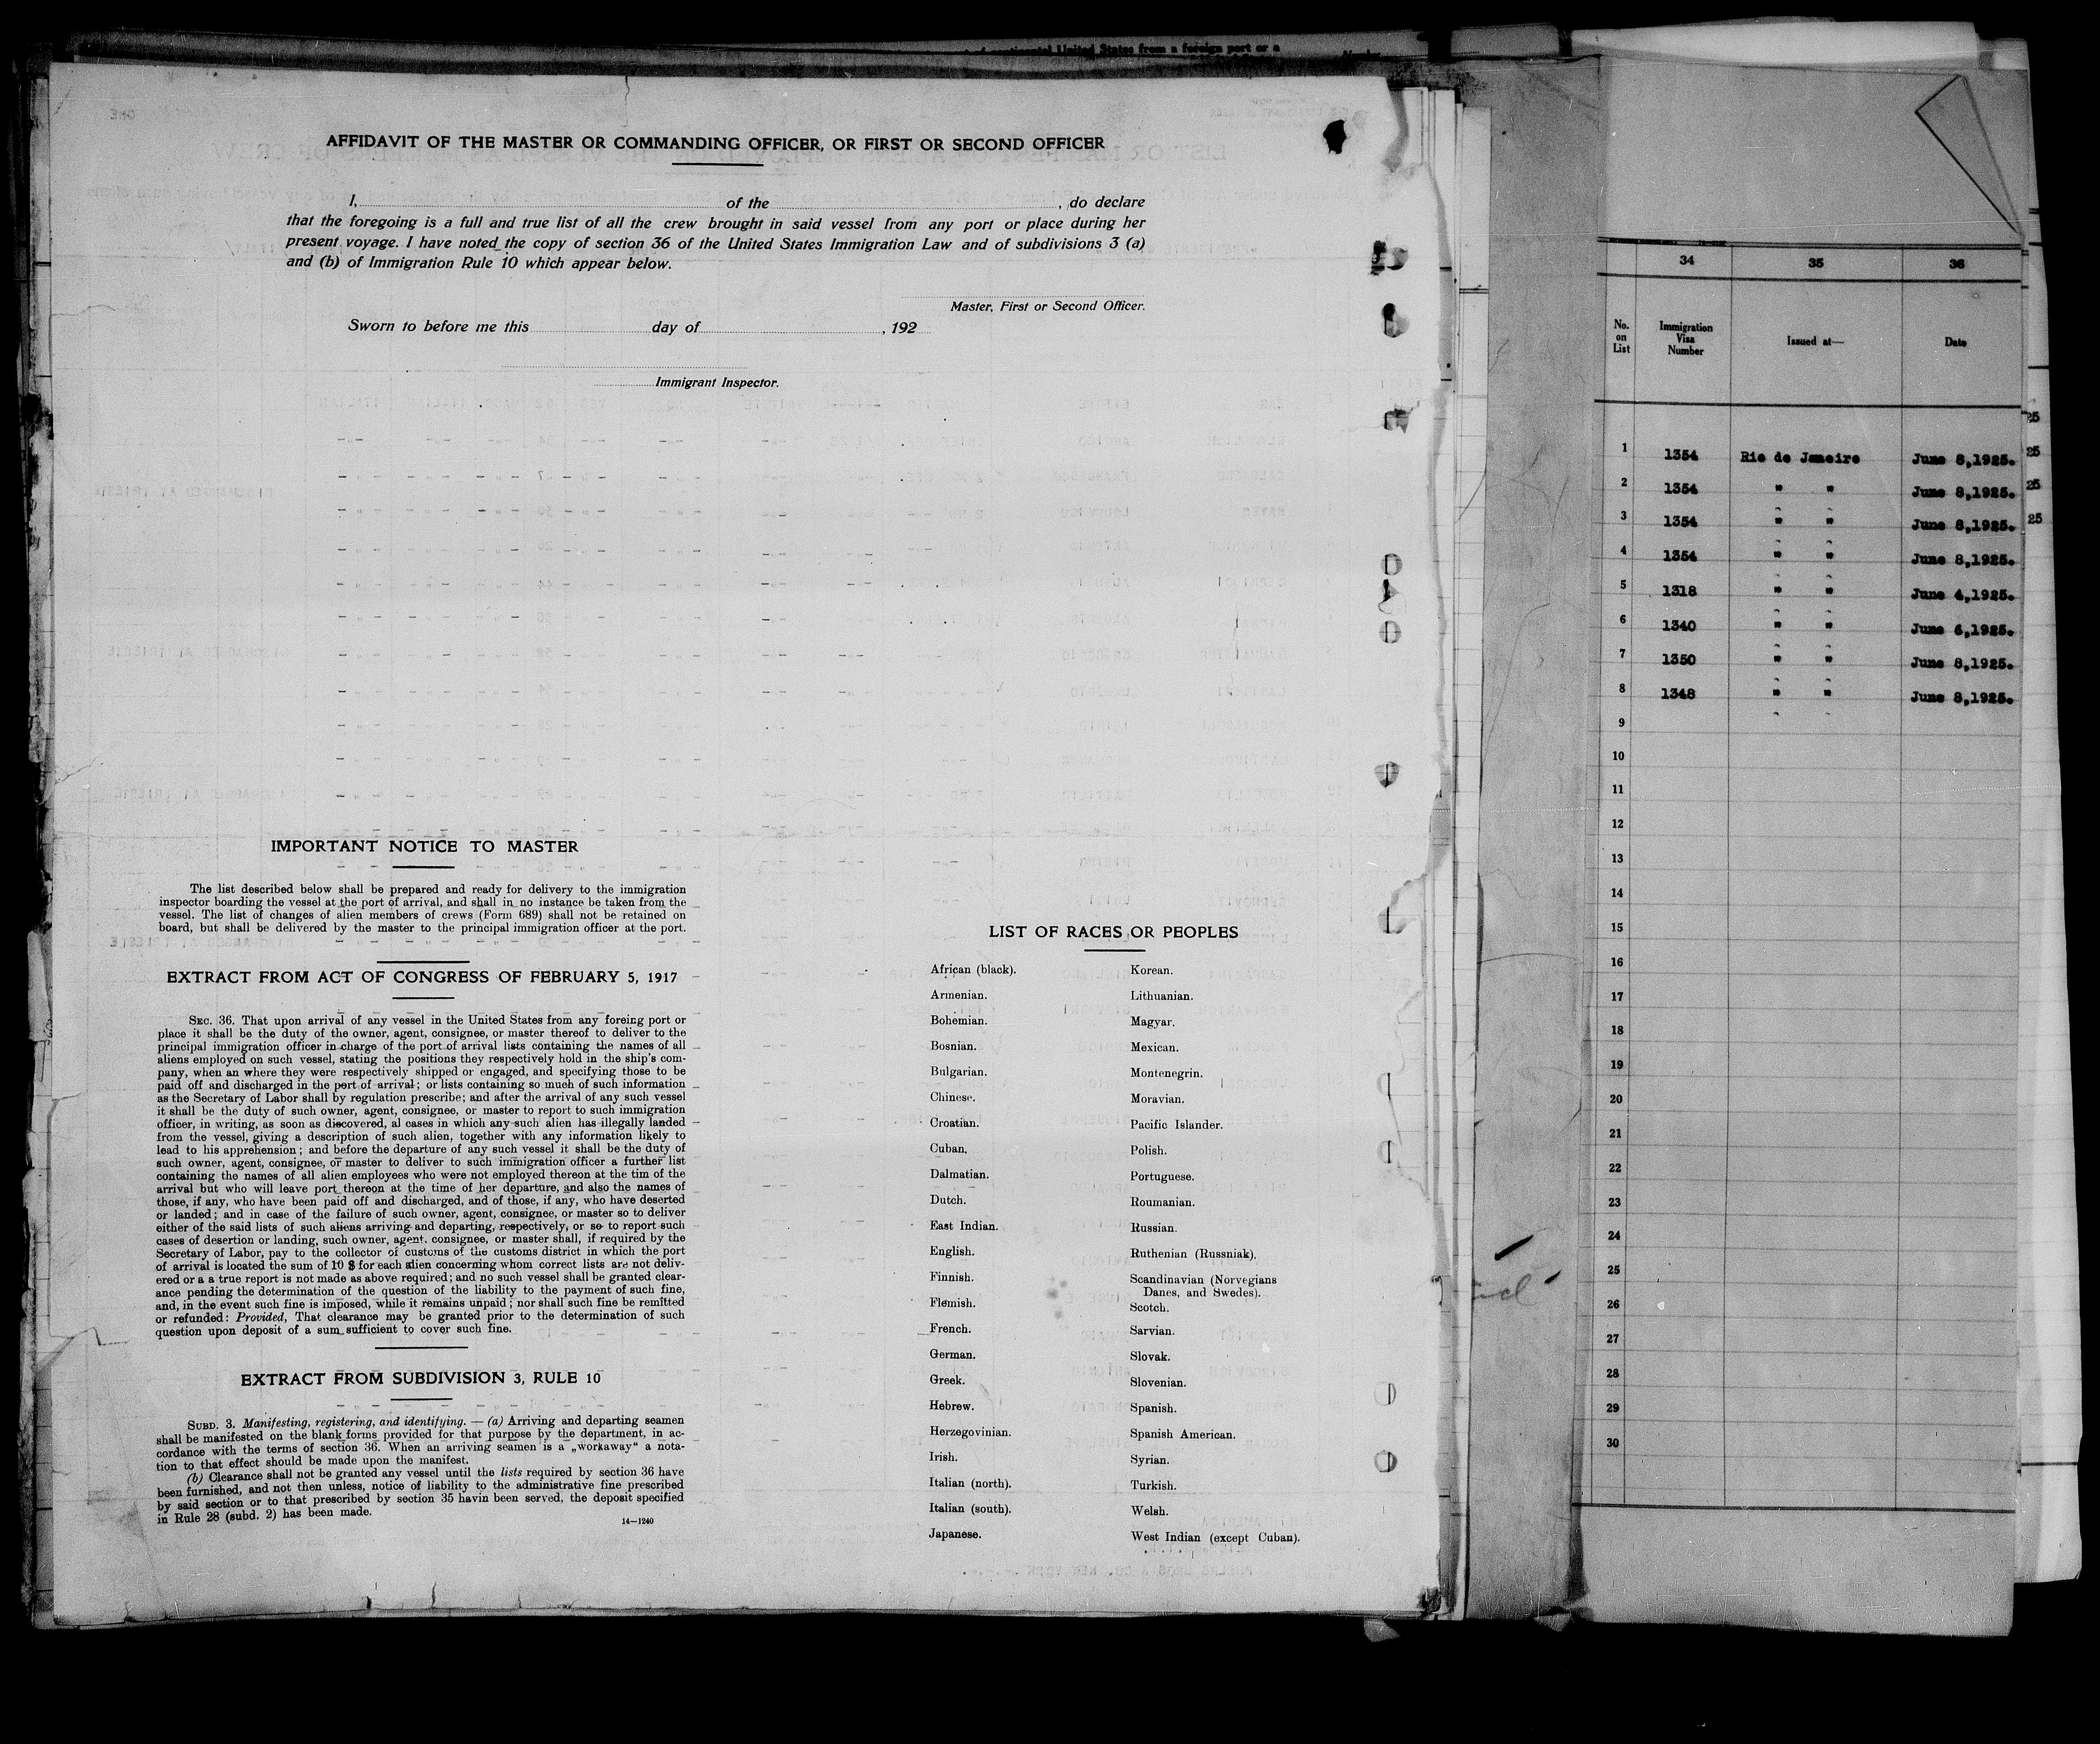 of continental United States from a foreign port or a
AFFIDAVIT OF THE MASTER OR COMMANDING OFFICER, OR FIRST OR SECOND OFFICER
I, of the , do declare
that the foregoing is a full and true list of all the crew brought in said vessel from any port or place during her
present voyage. I have noted the copy of section 36 of the United States Immigration Law and of subdivisions 3 (a)
and (b) of Immigration Rule 10 which appear below.
Master, First or Second Officer.
Sworn to before me this day of , 192
Immigrant Inspector.
IMPORTANT NOTICE TO MASTER
The list described below shall be prepared and ready for delivery to the immigration
inspector boarding the vessel at the port of arrival, and shall in no instance be taken from the
vessel. The list of changes of alien members of crews (Form 689) shall not be retained on
board, but shall be delivered by the master to the principal immigration officer at the port.
EXTRACT FROM ACT OF CONGRESS OF FEBRUARY 5, 1917
SEC. 36. That upon arrival of any vessel in the United States from any foreing port or
place it shall be the duty of the owner, agent, consignee, or master thereof to deliver to the
principal immigration officer in charge of the port of arrival lists containing the names of all
aliens employed on such vessel, stating the positions they respectively hold in the ship's com-
pany, when an where they were respectively shipped or engaged, and specifying those to be
paid off and discharged in the port of arrival; or lists containing so much of such information
as the Secretary of Labor shall by regulation prescribe; and after the arrival of any such vessel
it shall be the duty of such owner, agent, consignee, or master to report to such immigration
officer, in writing, as soon as discovered, al cases in which any such alien has illegally landed
from the vessel, giving a description of such alien, together with any information likely to
lead to his apprehension; and before the departure of any such vessel it shall be the duty of
such owner, agent, consignee, or master to deliver to such immigration officer a further list
containing the names of all alien employees who were not employed thereon at the tim of the
arrival but who will leave port thereon at the time of her departure, and also the names of
those, if any, who have been paid off and discharged, and of those, if any, who have deserted
or landed; and in case of the failure of such owner, agent, consignee, or master so to deliver
either of the said lists of such aliens arriving and departing, respectively, or so to report such
cases of desertion or landing, such owner, agent, consignee, or master shall, if required by the
Secretary of Labor, pay to the collector of customs of the customs district in which the port
of arrival is located the sum of 10 $ for each alien concerning whom correct lists are not deliv-
ered or a a true report is not made as above required; and no such vessel shall be granted clear-
ance pending the determination of the question of the liability to the payment of such fine,
and, in the event such fine is imposed, while it remains unpaid; nor shall such fine be remitted
or refunded: Provided, That clearance may be granted prior to the determination of such
question upon deposit of a sum sufficient to cover such fine.
EXTRACT FROM SUBDIVISION 3, RULE 10
SUBD. 3. Manifesting, registering, and identifying. — (a) Arriving and departing seamen
shall be manifested on the blank forms provided for that purpose by the department, in ac-
cordance with the terms of section 36. When an arriving seamen is a „workaway“ a nota-
tion to that effect should be made upon the manifest.
(b) Clearance shall not be granted any vessel until the lists required by section 36 have
been furnished, and not then unless, notice of liability to the administrative fine prescribed
by said section or to that prescribed by section 35 havin been served, the deposit specified
in Rule 28 (subd. 2) has been made.
14—1240
LIST OF RACES OR PEOPLES
African (black). Korean.
Armenian. Lithuanian.
Bohemian. Magyar.
Bosnian. Mexican.
Bulgarian. Montenegrin.
Chinese. Moravian.
Croatian. Pacific Islander.
Cuban. Polish.
Dalmatian. Portuguese.
Dutch. Roumanian.
East Indian. Russian.
English. Ruthenian (Russniak).
Finnish. Scandinavian (Norvegians
Danes, and Swedes).
Flemish. Scotch.
French. Sarvian.
German. Slovak.
Greek. Slovenian.
Hebrew. Spanish.
Herzegovinian. Spanish American.
Irish. Syrian.
Italian (north). Turkish.
Italian (south). Welsh.
Japanese. West Indian (except Cuban).
34 35 36
No. on List Immigration Visa Number Issued at— Date
25
1 1354 Rio de Janeiro June 8,1925. 25
2 1354 " " June 8,1925. 25
3 1354 " " June 8,1925. 25
4 1354 " " June 8,1925.
5 1318 " " June 4,1925.
6 1340 " " June 6,1925.
7 1350 " " June 8,1925.
8 1348 " " June 8,1925.
9
10
11
12
13
14
15
16
17
18
19
20
21
22
23
24
25
26
27
28
29
30